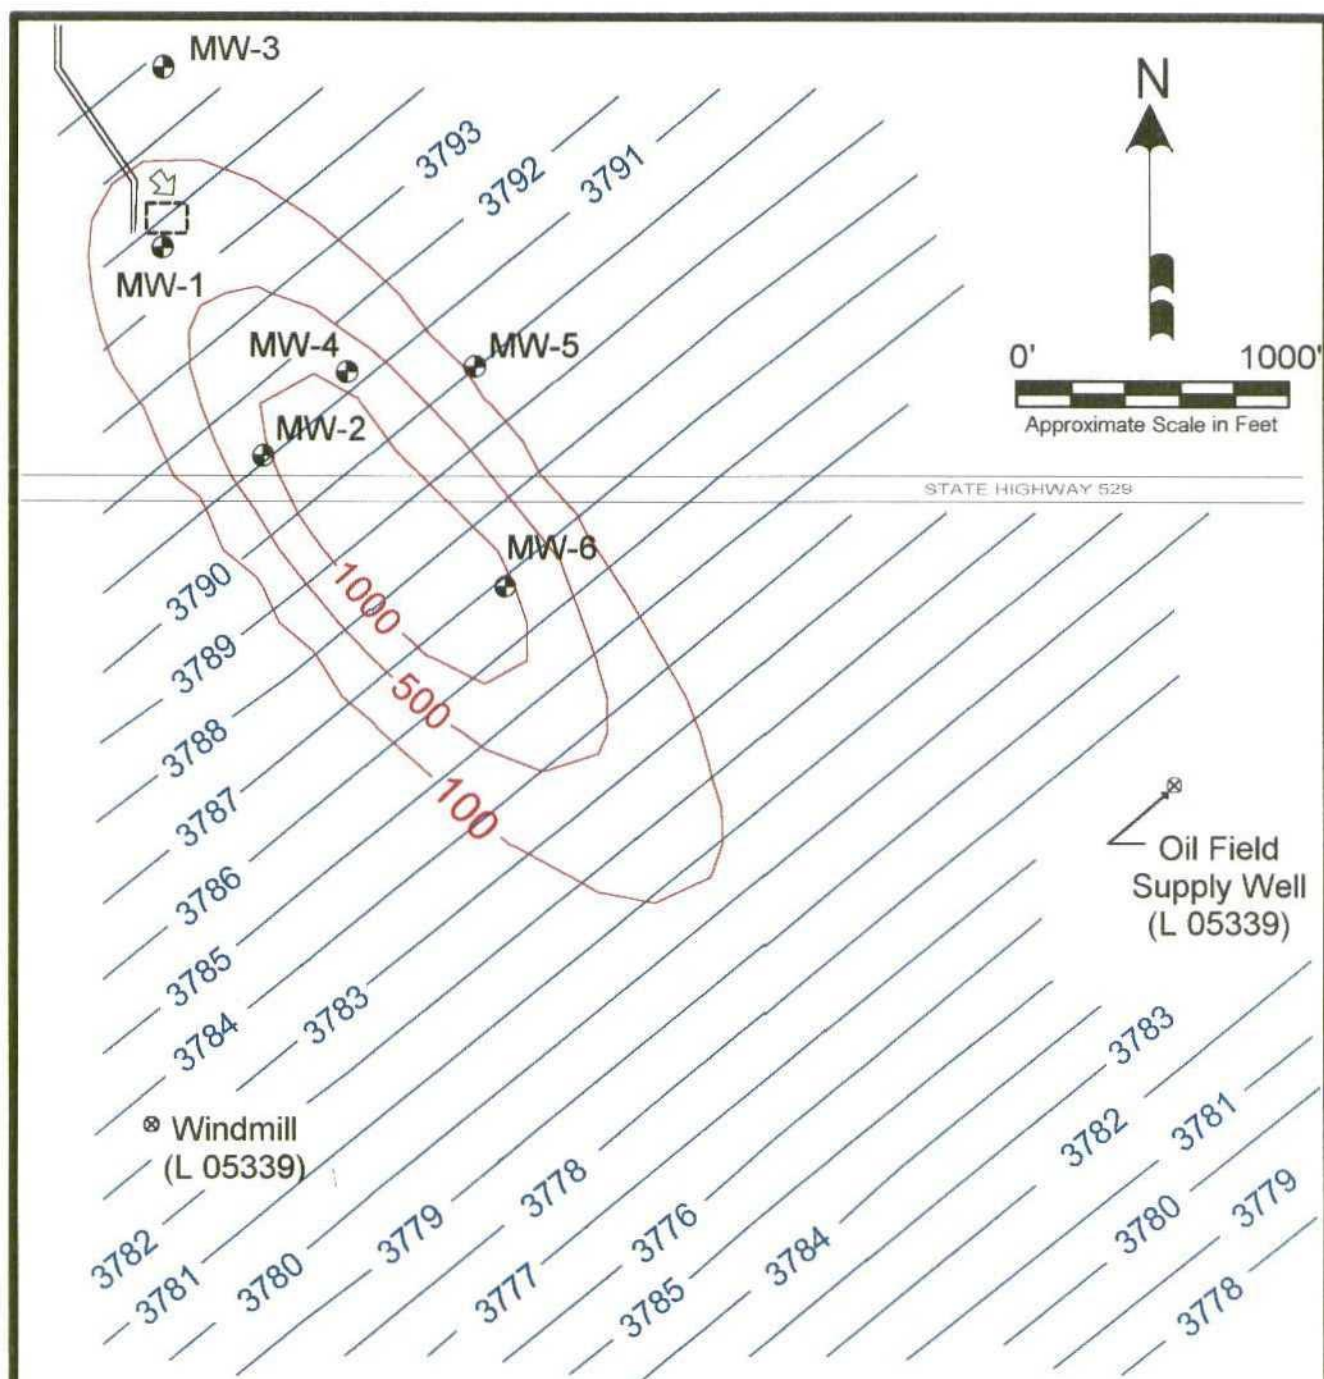 MW-3
N
3793
3792
3791
MW-1
MW-4
MW-5
0' 1000'
Approximate Scale in Feet
MW-2
STATE HIGHWAY 529
MW-6
3790
1000
3789
500
3788
3787
100
3786
Oil Field
Supply Well
(L 05339)
3785
3784
3783
3783
Windmill
(L 05339)
3782
3781
3782
3781
3780
3779
3778
3777
3776
3785
3784
3780
3779
3778